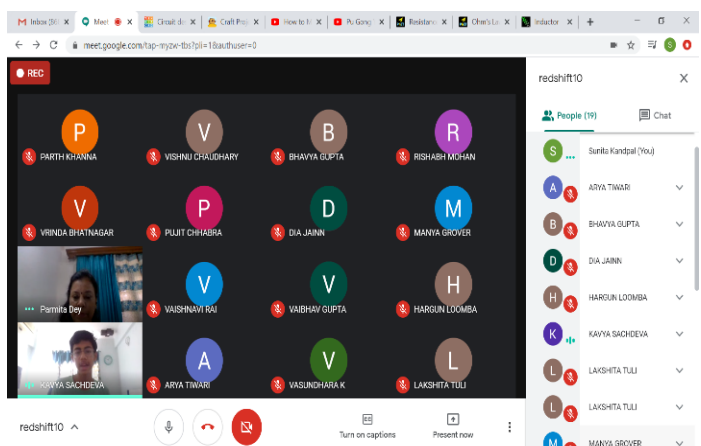 Inbox (86
Meet
Circuit de
Craft Proj
How to M
Pu Gong
Resistanc
Ohm's La
Inductor
meet.google.com/tap-myzw-tbs?pli=1&authuser=0
REC
redshift10
People (19)
Chat
P
V
B
R
PARTH KHANNA
VISHNU CHAUDHARY
BHAVYA GUPTA
RISHABH MOHAN
V
P
D
M
VRINDA BHATNAGAR
PUJIT CHHABRA
DIA JAINN
MANYA GROVER
V
V
H
Parmita Dey
VAISHNAVI RAI
VAIBHAV GUPTA
HARGUN LOOMBA
A
V
L
KAVYA SACHDEVA
ARYA TIWARI
VASUNDHARA K
LAKSHITA TULI
S
Sunita Kandpal (You)
A
ARYA TIWARI
B
BHAVYA GUPTA
D
DIA JAINN
H
HARGUN LOOMBA
K
KAVYA SACHDEVA
L
LAKSHITA TULI
L
LAKSHITA TULI
M
MANYA GROVER
redshift10
Turn on captions
Present now